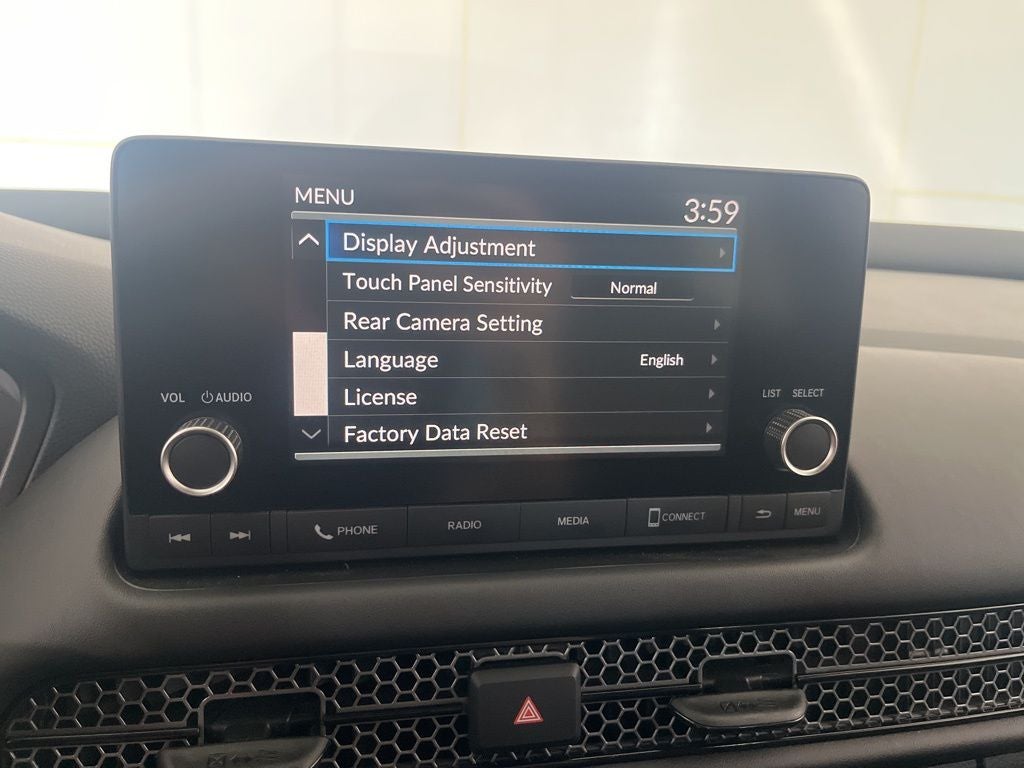 MENU
3:59
Display Adjustment
Touch Panel Sensitivity Normal
Rear Camera Setting
Language English
License
Factory Data Reset
VOL AUDIO
LIST SELECT
PHONE
RADIO
MEDIA
CONNECT
MENU